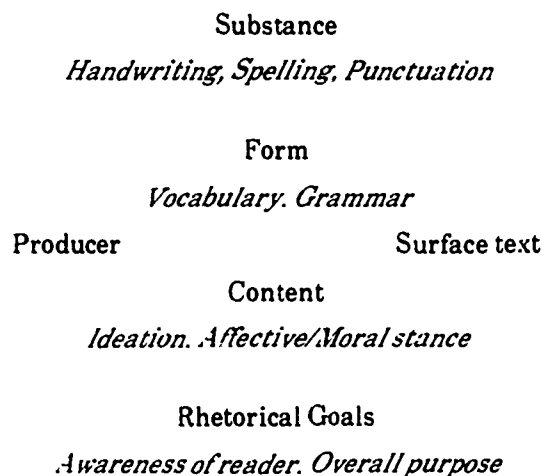 Substance
Handwriting, Spelling, Punctuation
Form
Vocabulary. Grammar
Producer Surface text
Content
Ideation. Affective/Moral stance
Rhetorical Goals
Awareness of reader. Overall purpose